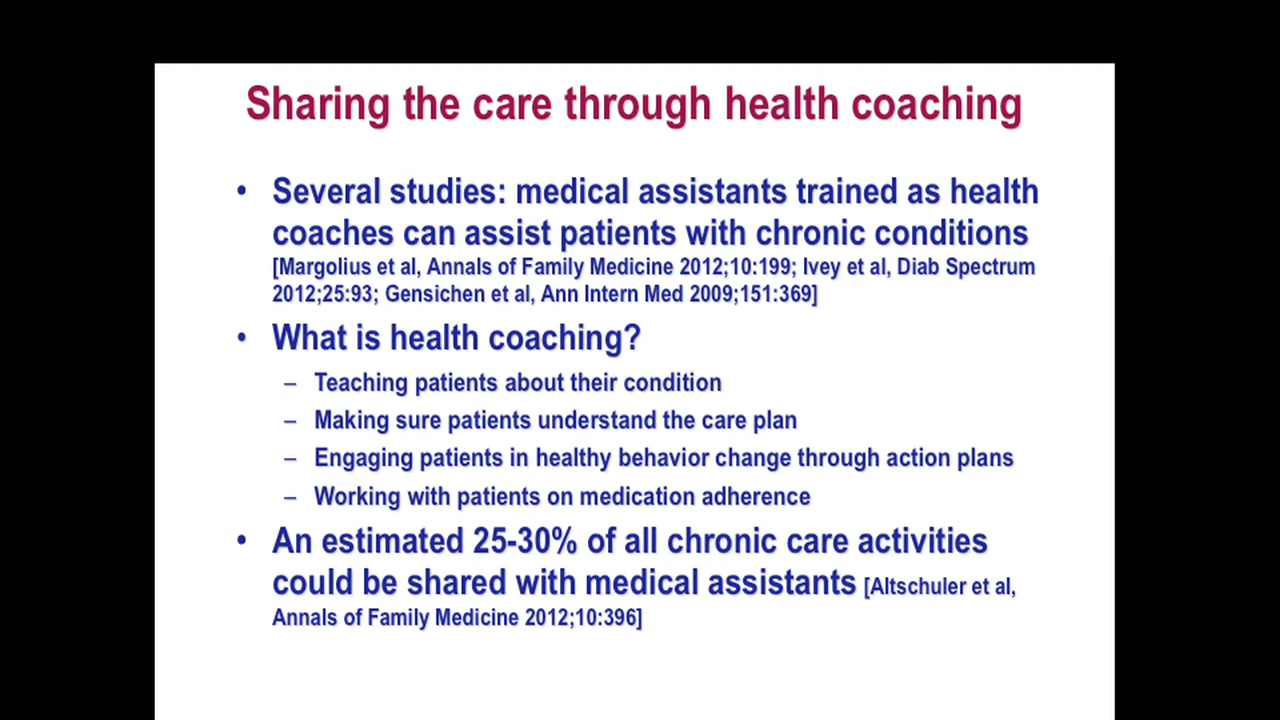 Sharing the care through health coaching
• Several studies: medical assistants trained as health
coaches can assist patients with chronic conditions
[Margolius et al, Annals of Family Medicine 2012;10:199; Ivey et al, Diab Spectrum
2012;25:93; Gensichen et al, Ann Intern Med 2009;151:369]
• What is health coaching?
– Teaching patients about their condition
– Making sure patients understand the care plan
– Engaging patients in healthy behavior change through action plans
– Working with patients on medication adherence
• An estimated 25-30% of all chronic care activities
could be shared with medical assistants [Altschuler et al,
Annals of Family Medicine 2012;10:396]